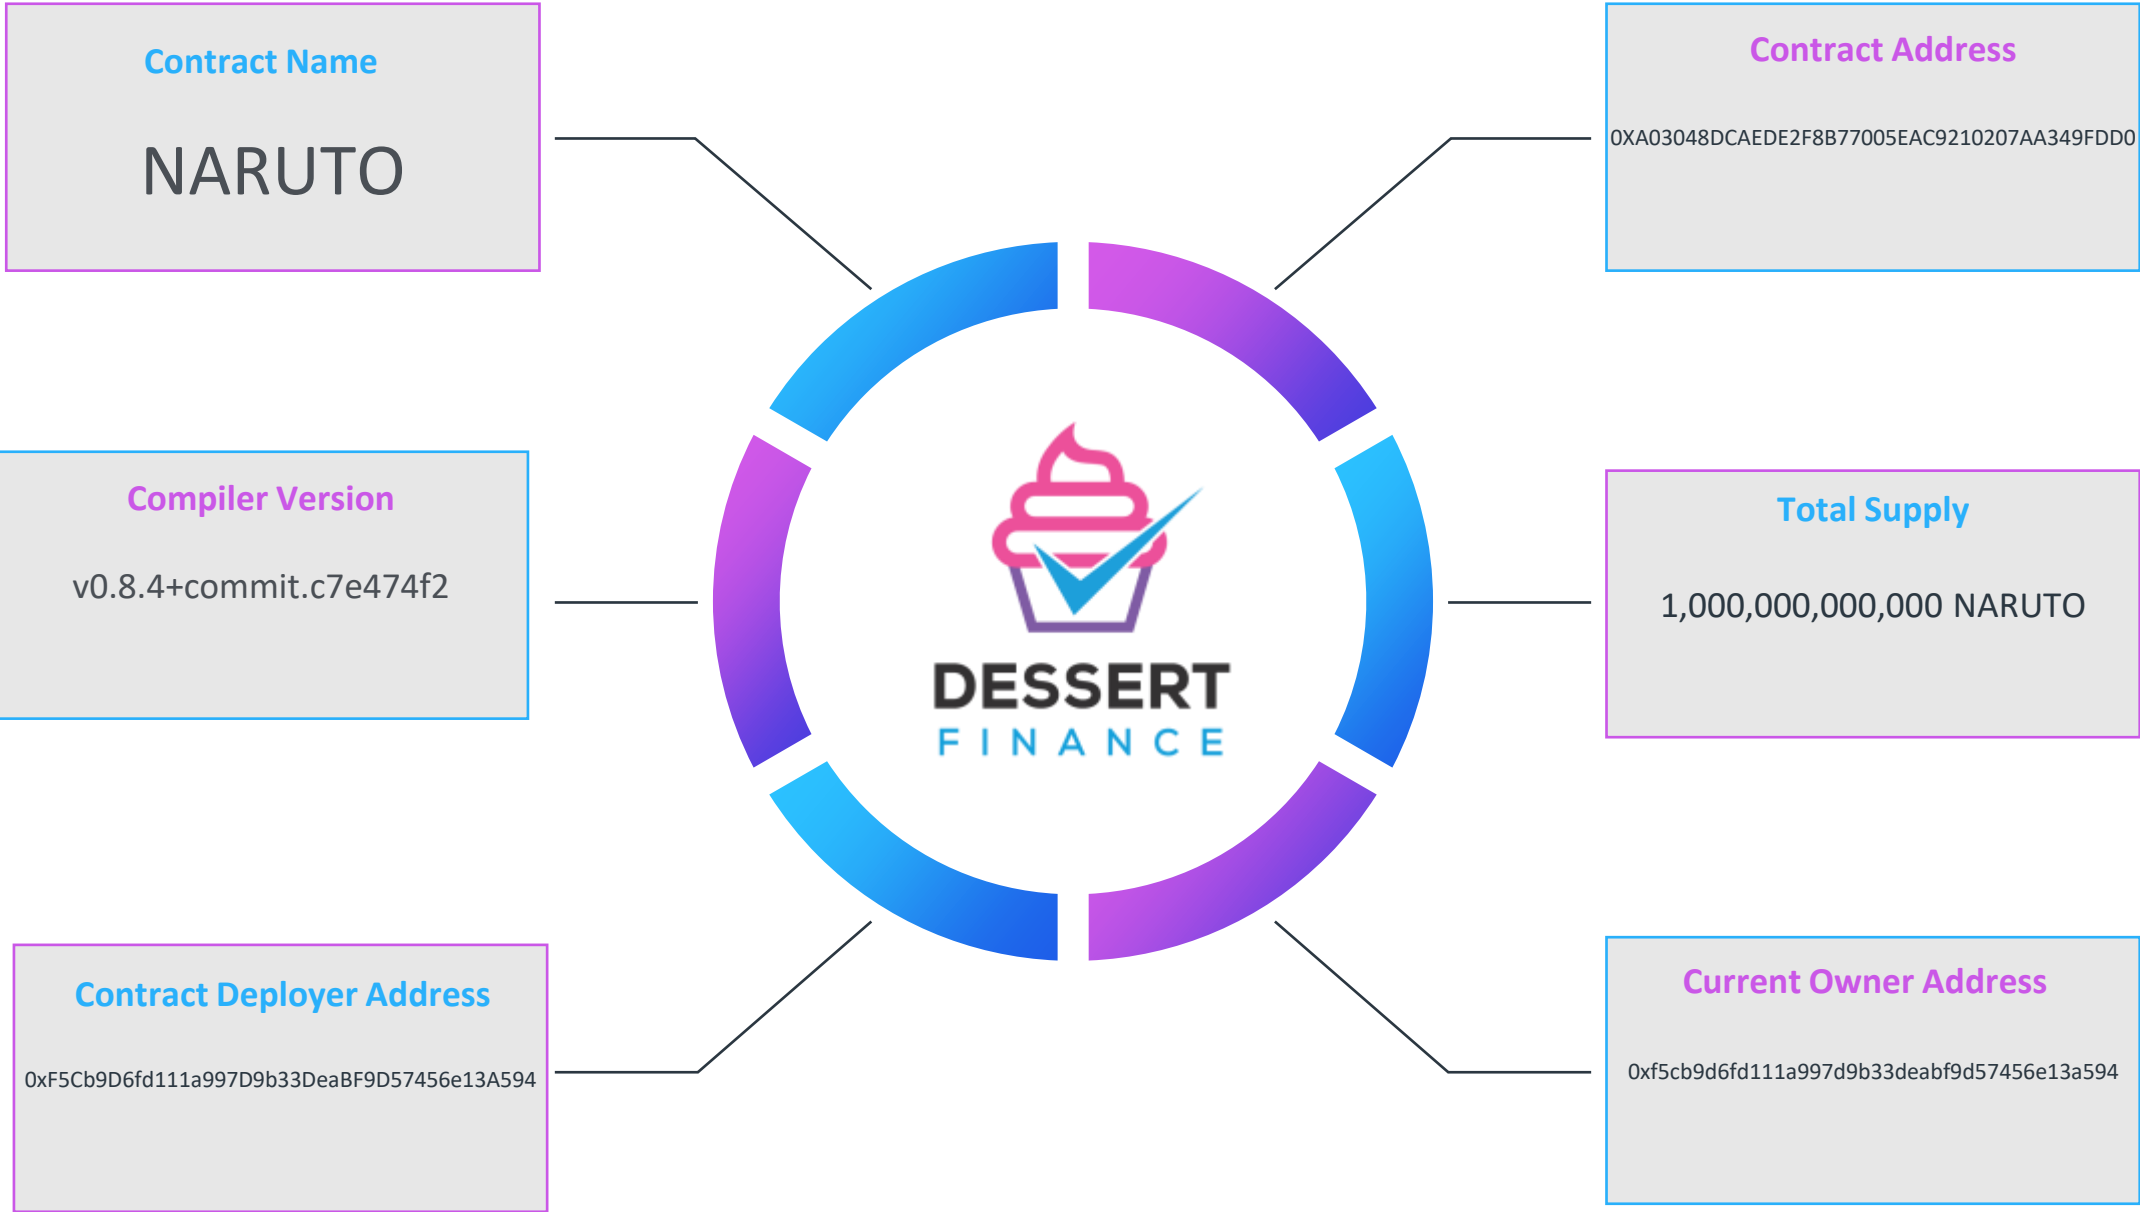 Contract Name
NARUTO
Contract Address
0XA03048DCAEDE2F8B77005EAC9210207AA349FDD0
Compiler Version
v0.8.4+commit.c7e474f2
DESSERT
FINANCE
Total Supply
1,000,000,000,000 NARUTO
Contract Deployer Address
0xF5Cb9D6fd111a997D9b33DeaBF9D57456e13A594
Current Owner Address
0xf5cb9d6fd111a997d9b33deabf9d57456e13a594